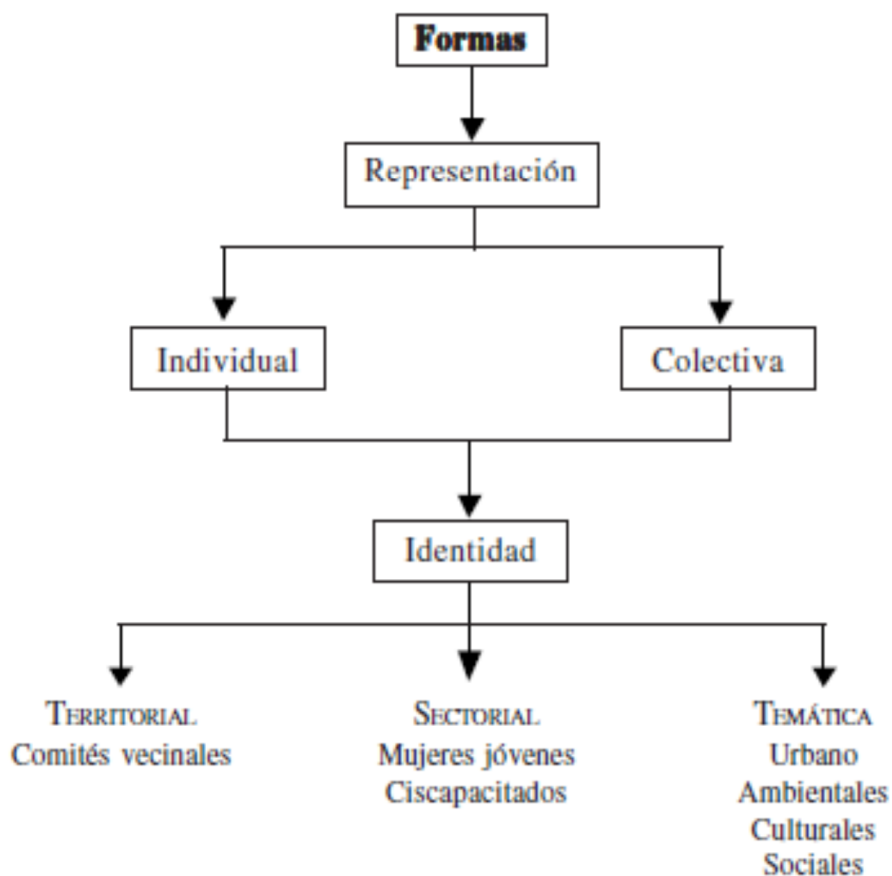 Formas
Representación
Individual
Colectiva
Identidad
TERRITORIAL
Comités vecinales
SECTORIAL
Mujeres jóvenes
Ciscapacitados
TEMÁTICA
Urbano
Ambientales
Culturales
Sociales